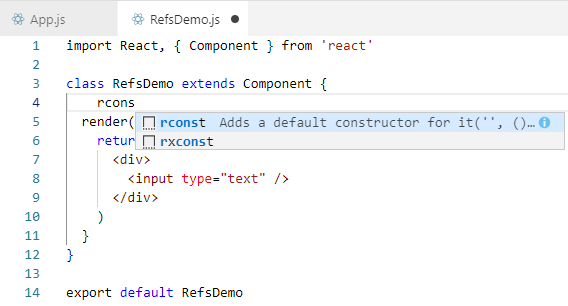 App.js
RefsDemo.js
1 import React, { Component } from 'react'
2
3 class RefsDemo extends Component {
4 rcons
rconst Adds a default constructor for it('', ()...
5 render(
rxconst
6 retur
7 <div>
8 <input type="text" />
9 </div>
10 )
11 }
12 }
13
14 export default RefsDemo